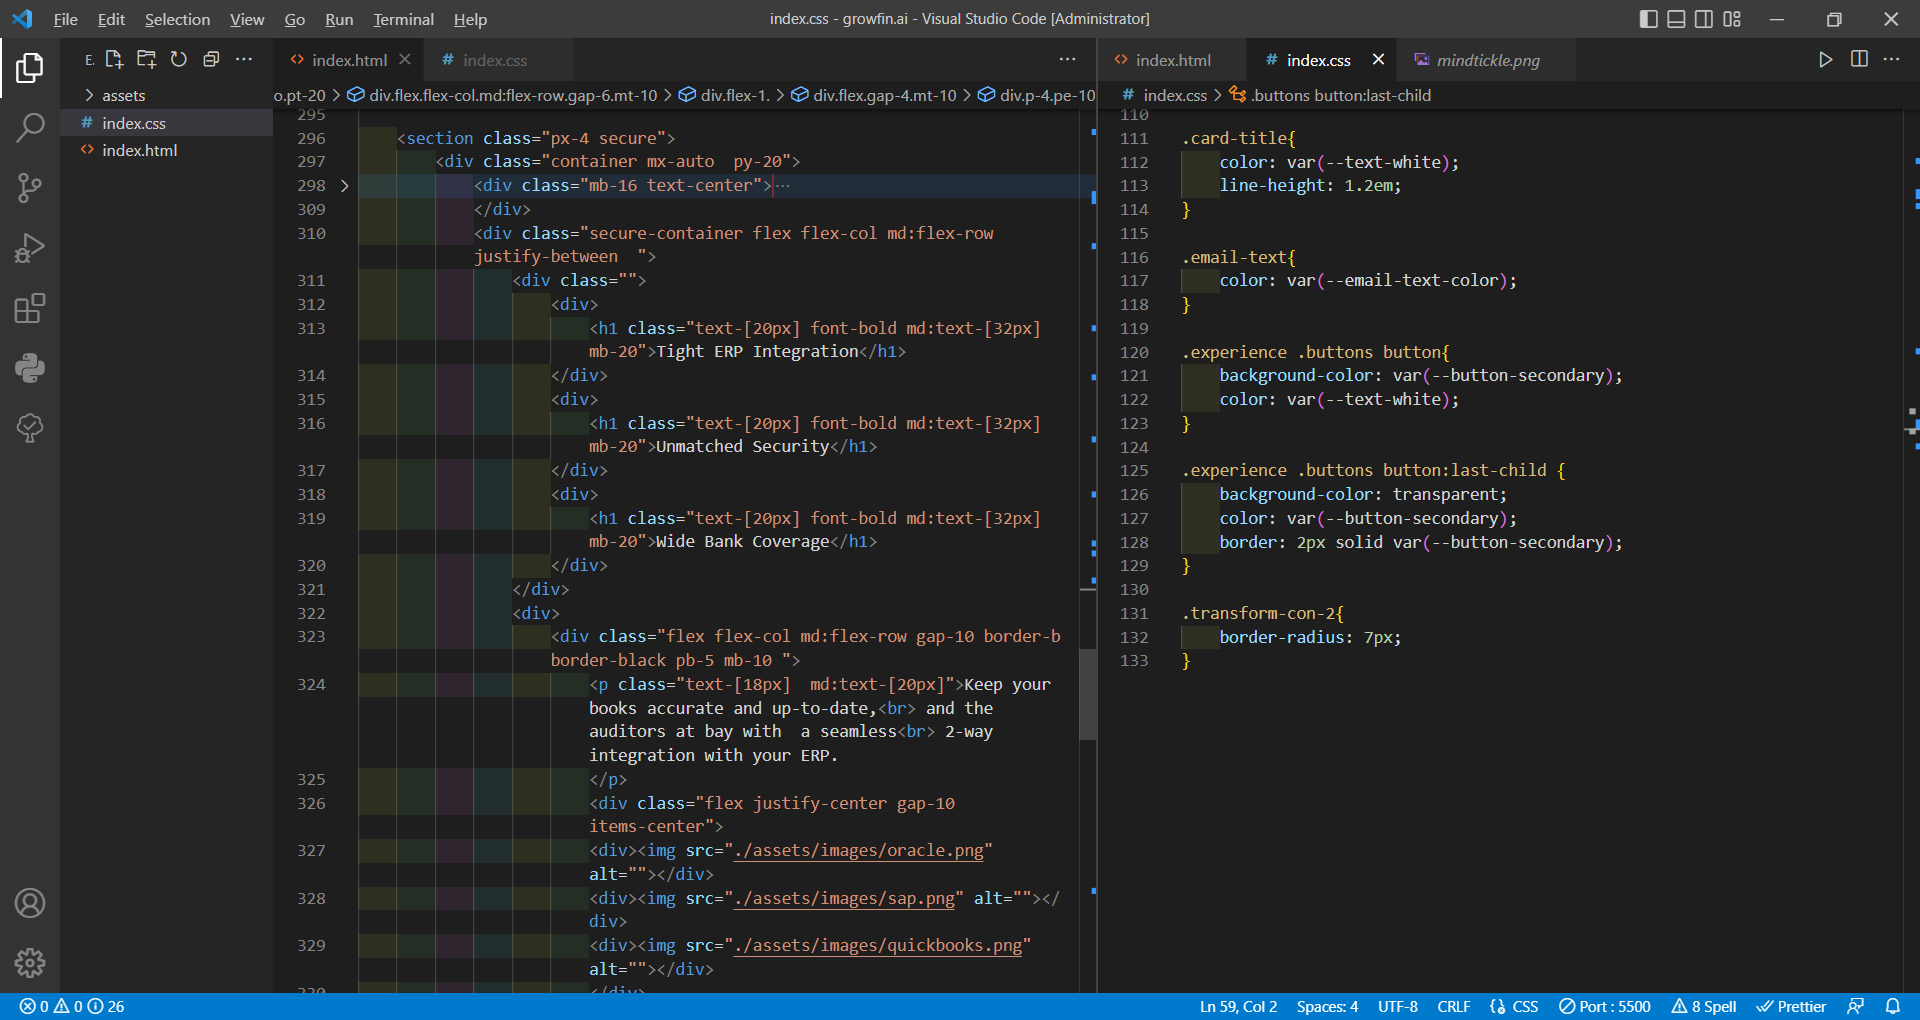 File Edit Selection View Go Run Terminal Help
index.css - growfin.ai - Visual Studio Code [Administrator]
E.
assets
# index.css
<> index.html
<> index.html
# index.css
o.pt-20 > div.flex.flex-col.md:flex-row.gap-6.mt-10 > div.flex-1. > div.flex.gap-4.mt-10 > div.p-4.pe-10
295
296 <section class="px-4 secure">
297 <div class="container mx-auto  py-20">
298 <div class="mb-16 text-center">…
309 </div>
310 <div class="secure-container flex flex-col md:flex-row
justify-between  ">
311 <div class="">
312 <div>
313 <h1 class="text-[20px] font-bold md:text-[32px]
mb-20">Tight ERP Integration</h1>
314 </div>
315 <div>
316 <h1 class="text-[20px] font-bold md:text-[32px]
mb-20">Unmatched Security</h1>
317 </div>
318 <div>
319 <h1 class="text-[20px] font-bold md:text-[32px]
mb-20">Wide Bank Coverage</h1>
320 </div>
321 </div>
322 <div>
323 <div class="flex flex-col md:flex-row gap-10 border-b
border-black pb-5 mb-10 ">
324 <p class="text-[18px]  md:text-[20px]">Keep your
books accurate and up-to-date,<br> and the
auditors at bay with  a seamless<br> 2-way
integration with your ERP.
325 </p>
326 <div class="flex justify-center gap-10
items-center">
327 <div><img src="./assets/images/oracle.png"
alt=""></div>
328 <div><img src="./assets/images/sap.png" alt=""></
div>
329 <div><img src="./assets/images/quickbooks.png"
alt=""></div>
330 </div>
<> index.html
# index.css
mindtickle.png
# index.css > .buttons button:last-child
110
111 .card-title{
112 color: var(--text-white);
113 line-height: 1.2em;
114 }
115
116 .email-text{
117 color: var(--email-text-color);
118 }
119
120 .experience .buttons button{
121 background-color: var(--button-secondary);
122 color: var(--text-white);
123 }
124
125 .experience .buttons button:last-child {
126 background-color: transparent;
127 color: var(--button-secondary);
128 border: 2px solid var(--button-secondary);
129 }
130
131 .transform-con-2{
132 border-radius: 7px;
133 }
0 0 26
Ln 59, Col 2 Spaces: 4 UTF-8 CRLF CSS Port : 5500 8 Spell Prettier